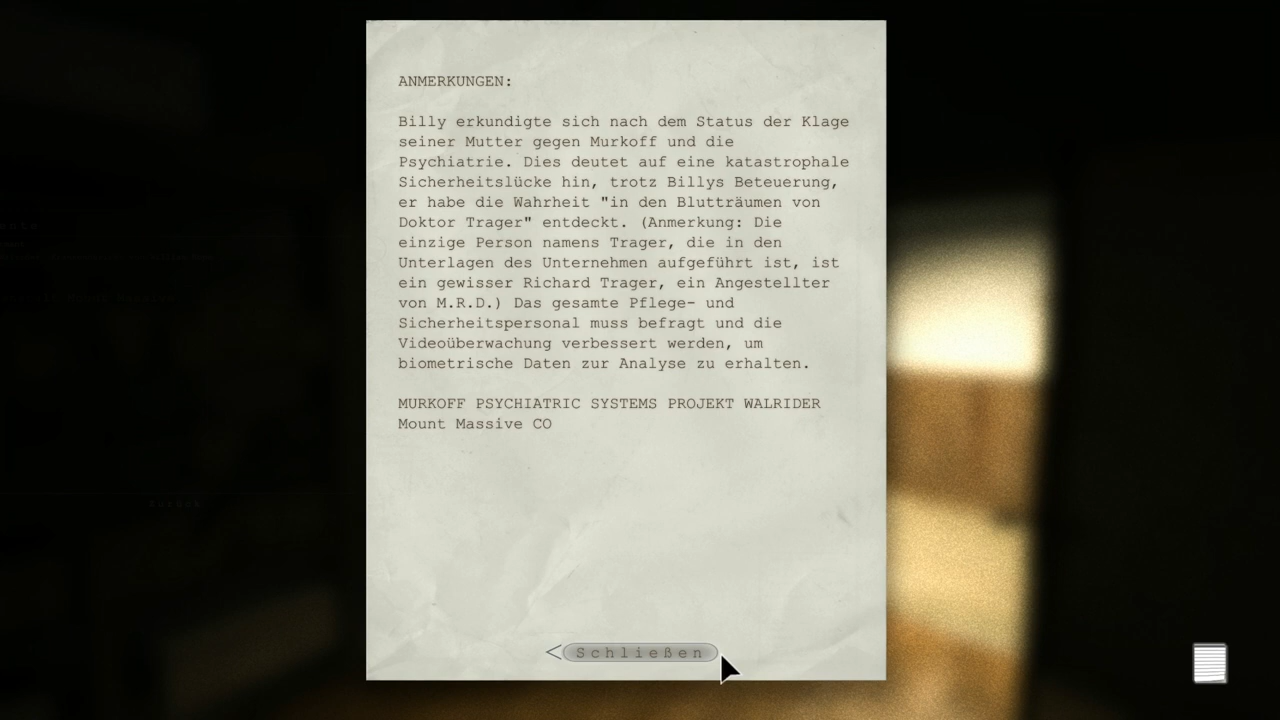 ANMERKUNGEN:
Billy erkundigte sich nach dem Status der Klage
seiner Mutter gegen Murkoff und die
Psychiatrie. Dies deutet auf eine katastrophale
Sicherheitslücke hin, trotz Billys Beteuerung,
er habe die Wahrheit "in den Blutträumen von
Doktor Trager" entdeckt. (Anmerkung: Die
einzige Person namens Trager, die in den
Unterlagen des Unternehmen aufgeführt ist, ist
ein gewisser Richard Trager, ein Angestellter
von M.R.D.) Das gesamte Pflege- und
Sicherheitspersonal muss befragt und die
Videoüberwachung verbessert werden, um
biometrische Daten zur Analyse zu erhalten.
MURKOFF PSYCHIATRIC SYSTEMS PROJEKT WALRIDER
Mount Massive CO
Zurück
Schließen